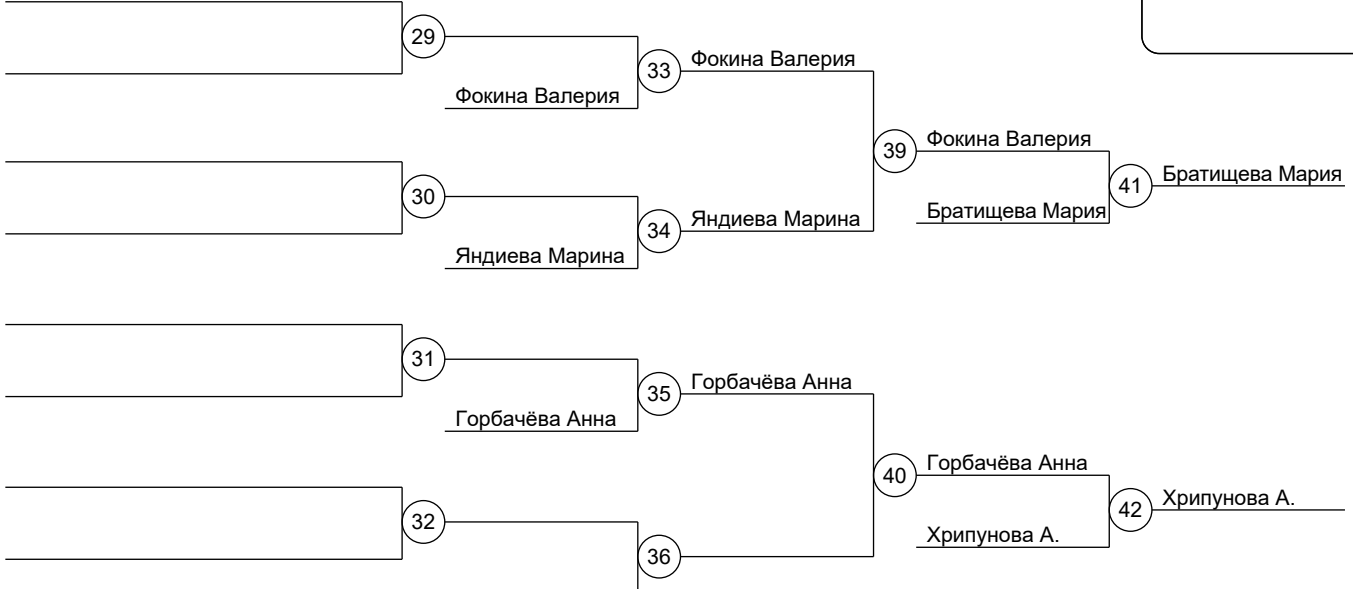 29
33
Фокина Валерия
Фокина Валерия
39
Фокина Валерия
41
Братищева Мария
30
34
Яндиева Марина
Братищева Мария
Яндиева Марина
31
35
Горбачёва Анна
Горбачёва Анна
40
Горбачёва Анна
42
Хрипунова А.
32
36
Хрипунова А.